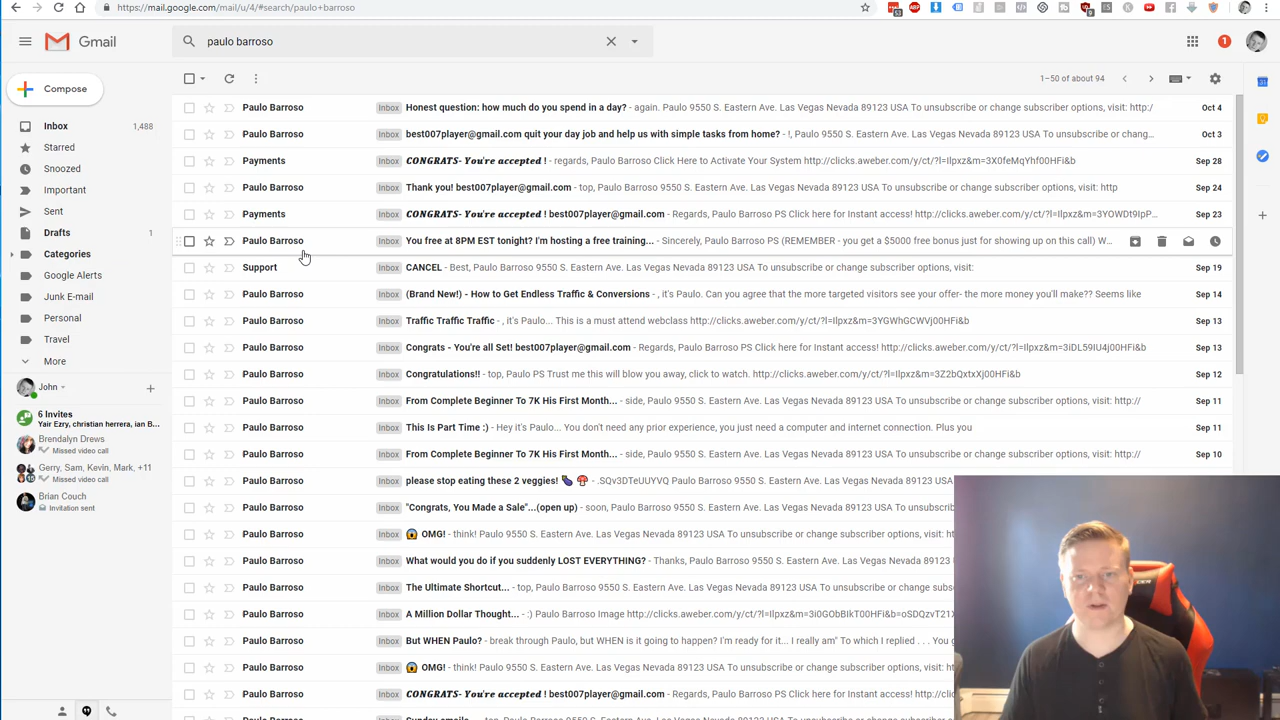 https://mail.google.com/mail/u/4/#search/paulo+barroso
Gmail
paulo barroso
1
Compose
1–50 of about 94
Inbox 1,488
Starred
Snoozed
Important
Sent
Drafts 1
Categories
Google Alerts
Junk E-mail
Personal
Travel
More
John
6 Invites
Yair Ezry, christian herrera, ian B...
Brendalyn Drews
Missed video call
Gerry, Sam, Kevin, Mark, +11
Missed video call
Brian Couch
Invitation sent
Paulo Barroso Inbox Honest question: how much do you spend in a day? - again. Paulo 9550 S. Eastern Ave. Las Vegas Nevada 89123 USA To unsubscribe or change subscriber options, visit: http:/ Oct 4
Paulo Barroso Inbox best007player@gmail.com quit your day job and help us with simple tasks from home? - !, Paulo 9550 S. Eastern Ave. Las Vegas Nevada 89123 USA To unsubscribe or chang... Oct 3
Payments Inbox CONGRATS- You're accepted ! - regards, Paulo Barroso Click Here to Activate Your System http://clicks.aweber.com/y/ct/?l=Ilpxz&m=3X0feMqYhf00HFi&b Sep 28
Paulo Barroso Inbox Thank you! best007player@gmail.com - top, Paulo Barroso 9550 S. Eastern Ave. Las Vegas Nevada 89123 USA To unsubscribe or change subscriber options, visit: http Sep 24
Payments Inbox CONGRATS- You're accepted ! best007player@gmail.com - Regards, Paulo Barroso PS Click here for Instant access! http://clicks.aweber.com/y/ct/?l=Ilpxz&m=3YOWDt9IpP... Sep 23
Paulo Barroso Inbox You free at 8PM EST tonight? I'm hosting a free training... - Sincerely, Paulo Barroso PS (REMEMBER - you get a $5000 free bonus just for showing up on this call) W...
Support Inbox CANCEL - Best, Paulo Barroso 9550 S. Eastern Ave. Las Vegas Nevada 89123 USA To unsubscribe or change subscriber options, visit: Sep 19
Paulo Barroso Inbox (Brand New!) - How to Get Endless Traffic & Conversions - , it's Paulo. Can you agree that the more targeted visitors see your offer- the more money you'll make?? Seems like Sep 14
Paulo Barroso Inbox Traffic Traffic Traffic - , it's Paulo... This is a must attend webclass http://clicks.aweber.com/y/ct/?l=Ilpxz&m=3YGWhGCWVj00HFi&b Sep 13
Paulo Barroso Inbox Congrats - You're all Set! best007player@gmail.com - Regards, Paulo Barroso PS Click here for Instant access! http://clicks.aweber.com/y/ct/?l=Ilpxz&m=3iDL59IU4j00HFi&b Sep 13
Paulo Barroso Inbox Congratulations!! - top, Paulo PS Trust me this will blow you away, click to watch. http://clicks.aweber.com/y/ct/?l=Ilpxz&m=3Z2bQxtxXj00HFi&b Sep 12
Paulo Barroso Inbox From Complete Beginner To 7K His First Month... - side, Paulo 9550 S. Eastern Ave. Las Vegas Nevada 89123 USA To unsubscribe or change subscriber options, visit: http:// Sep 11
Paulo Barroso Inbox This Is Part Time :) - Hey it's Paulo... You don't need any prior experience, you just need a computer and internet connection. Plus you Sep 11
Paulo Barroso Inbox From Complete Beginner To 7K His First Month... - side, Paulo 9550 S. Eastern Ave. Las Vegas Nevada 89123 USA To unsubscribe or change subscriber options, visit: http:// Sep 10
Paulo Barroso Inbox please stop eating these 2 veggies! 🍆 🍄 - .SQv3DTeUUYVQ Paulo Barroso 9550 S. Eastern Ave. Las Vegas Nevada 89123 USA To u
Paulo Barroso Inbox "Congrats, You Made a Sale"...(open up) - soon, Paulo 9550 S. Eastern Ave. Las Vegas Nevada 89123 USA To unsubscribe or c
Paulo Barroso Inbox 😱 OMG! - think! Paulo 9550 S. Eastern Ave. Las Vegas Nevada 89123 USA To unsubscribe or change subscriber options, visit: h
Paulo Barroso Inbox What would you do if you suddenly LOST EVERYTHING? - Thanks, Paulo Barroso 9550 S. Eastern Ave. Las Vegas Nevada 8
Paulo Barroso Inbox The Ultimate Shortcut... - top, Paulo Barroso 9550 S. Eastern Ave. Las Vegas Nevada 89123 USA To unsubscribe or change su
Paulo Barroso Inbox A Million Dollar Thought... - :) Paulo Barroso Image http://clicks.aweber.com/y/ct/?l=Ilpxz&m=3i0GObBIkT00HFi&b=oSDQzvT21X
Paulo Barroso Inbox But WHEN Paulo? - break through Paulo, but WHEN is it going to happen? I'm ready for it... I really am" To which I replied . . . You g
Paulo Barroso Inbox 😱 OMG! - think! Paulo 9550 S. Eastern Ave. Las Vegas Nevada 89123 USA To unsubscribe or change subscriber options, visit: h
Paulo Barroso Inbox CONGRATS- You're accepted ! best007player@gmail.com - Regards, Paulo Barroso PS Click here for Instant access! http://cl